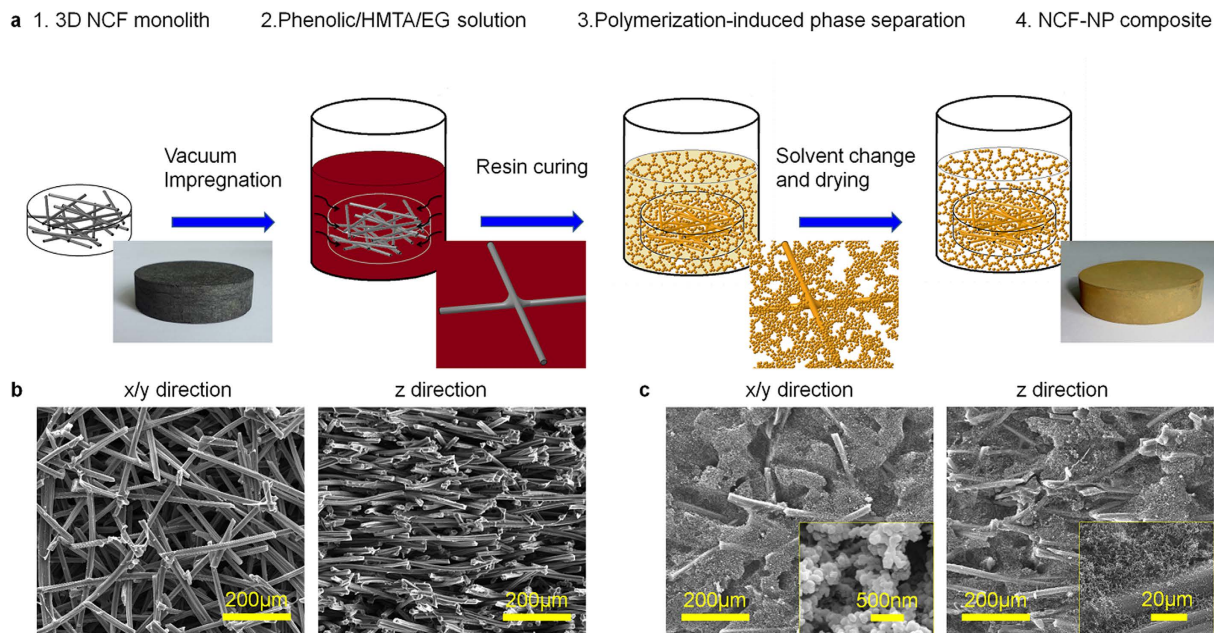 a 1. 3D NCF monolith 2.Phenolic/HMTA/EG solution 3.Polymerization-induced phase separation 4. NCF-NP composite
Vacuum
Impregnation
Resin curing
Solvent change
and drying
b x/y direction z direction
200μm 200μm
c x/y direction z direction
200μm 500nm 200μm 20μm